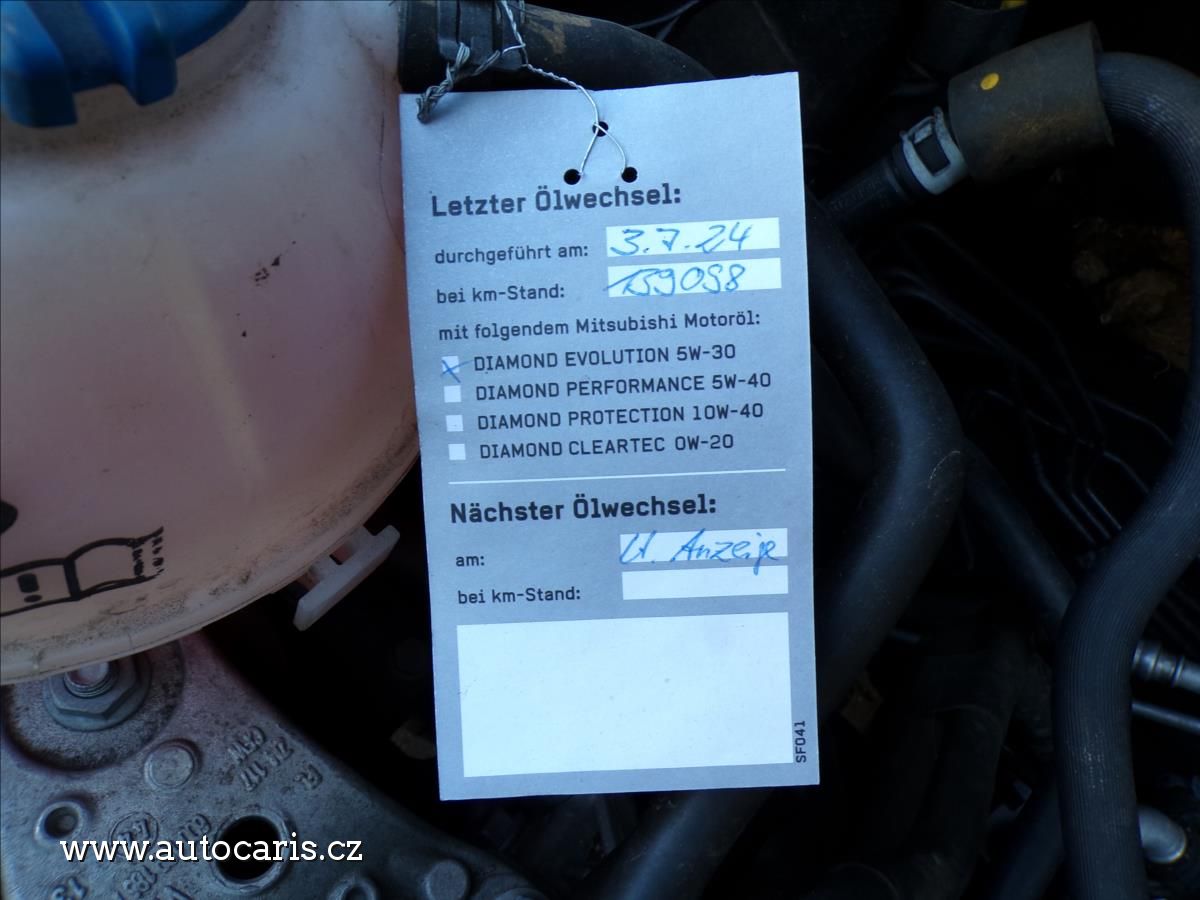 Letzter Ölwechsel:
durchgeführt am: 3.7.24
bei km-Stand: 159098
mit folgendem Mitsubishi Motoröl:
DIAMOND EVOLUTION 5W-30
DIAMOND PERFORMANCE 5W-40
DIAMOND PROTECTION 10W-40
DIAMOND CLEARTEC 0W-20
Nächster Ölwechsel:
am: Anzeige
bei km-Stand:
SF041
www.autocaris.cz